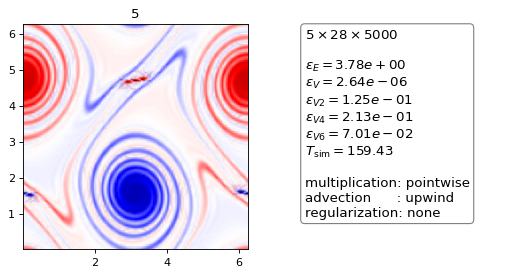 5
6
5
4
3
2
1
2
4
6
5 × 28 × 5000
ε_E = 3.78e + 00
ε_V = 2.64e − 06
ε_V2 = 1.25e − 01
ε_V4 = 2.13e − 01
ε_V6 = 7.01e − 02
T_sim = 159.43
multiplication: pointwise
advection : upwind
regularization: none